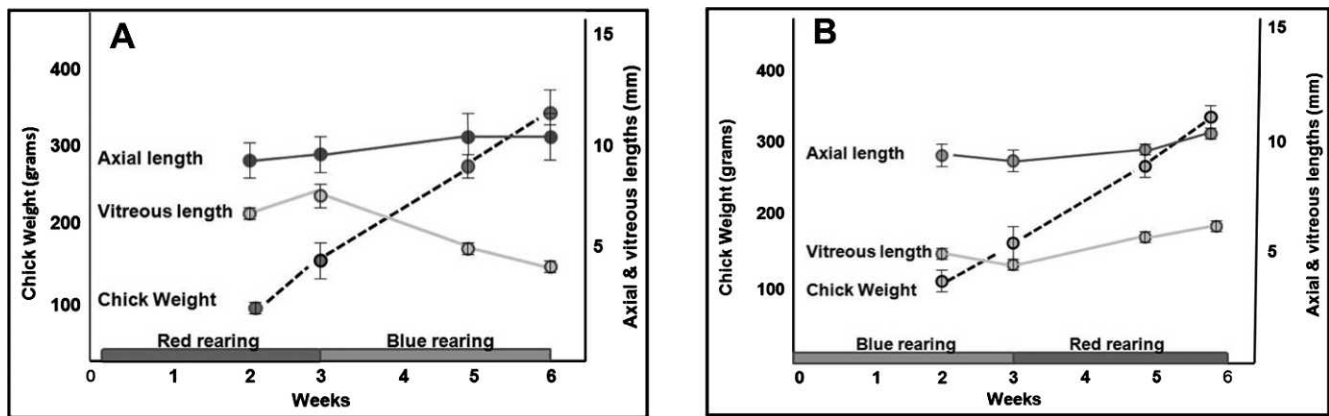 A
Chick Weight (grams)
400
300
200
100
Axial length
Vitreous length
Chick Weight
Red rearing
Blue rearing
0 1 2 3 4 5 6
Weeks
15
10
5
Axial & vitreous lengths (mm)
B
Chick Weight (grams)
400
300
200
100
Axial length
Vitreous length
Chick Weight
Blue rearing
Red rearing
0 1 2 3 4 5 6
Weeks
15
10
5
Axial & vitreous lengths (mm)